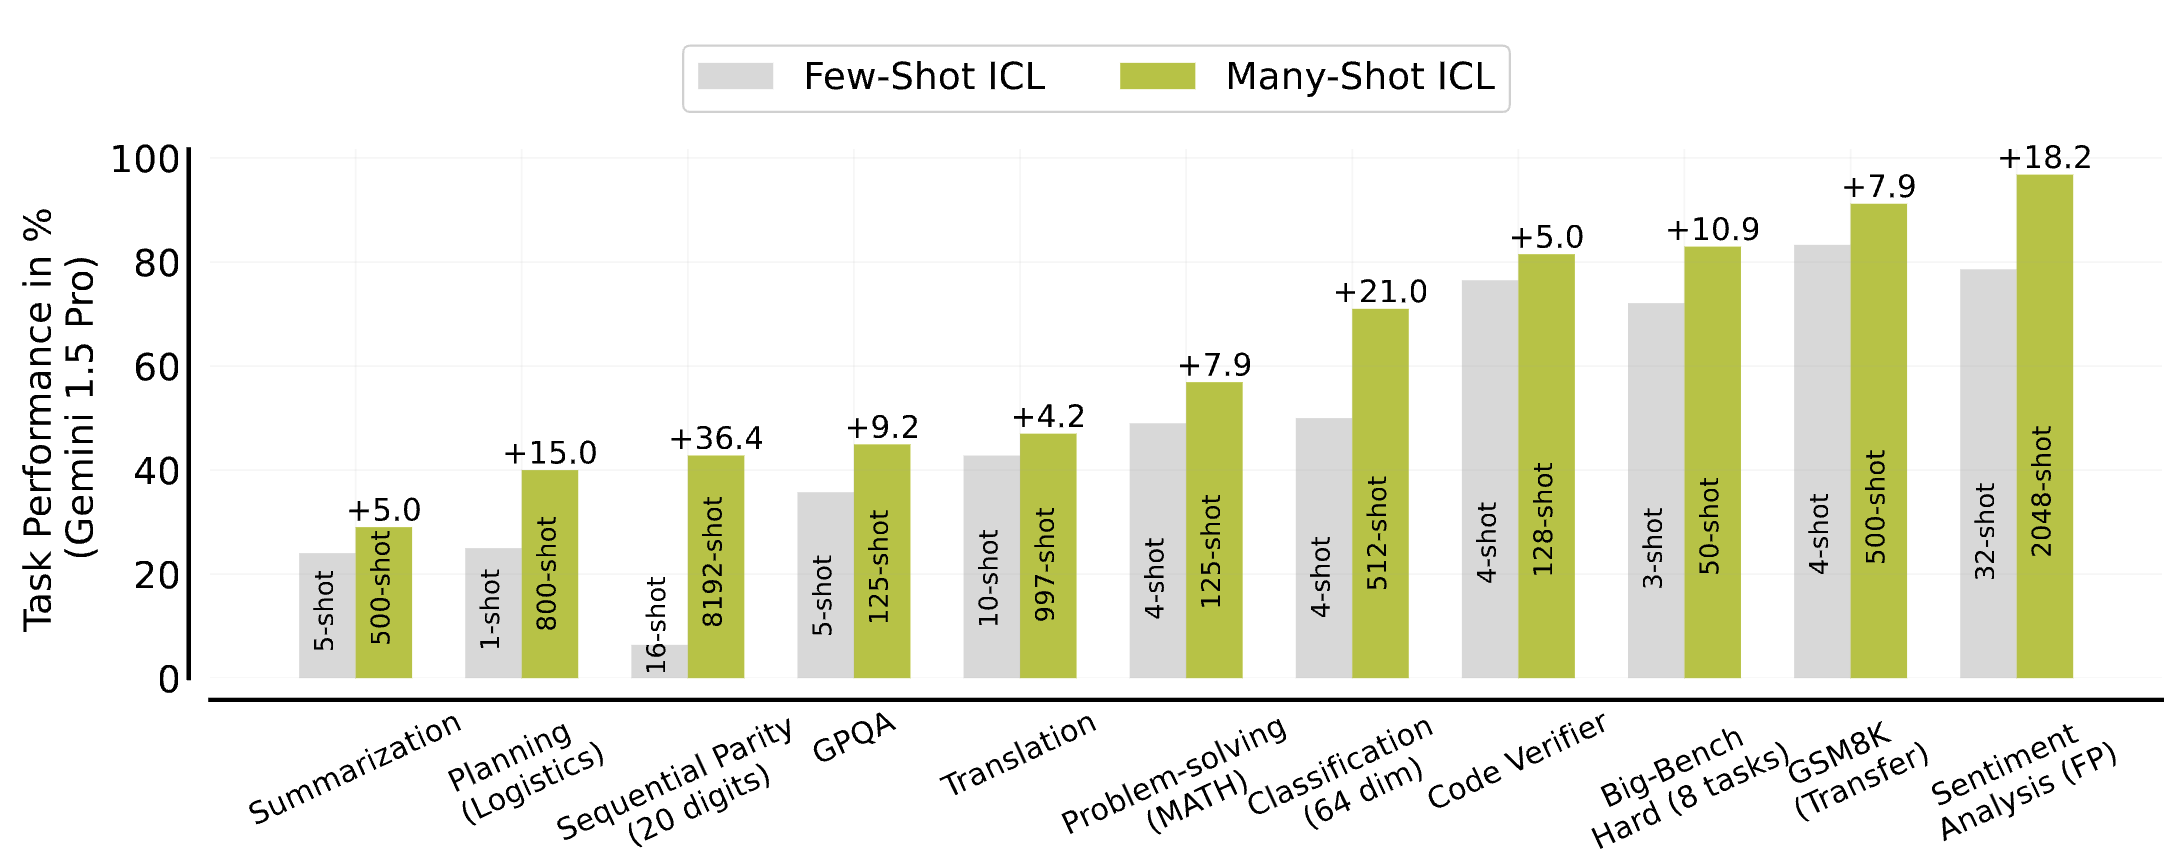 Few-Shot ICL
Many-Shot ICL
Task Performance in %
(Gemini 1.5 Pro)
100
80
60
40
20
0
+5.0
+15.0
+36.4
+9.2
+4.2
+7.9
+21.0
+5.0
+10.9
+7.9
+18.2
5-shot
500-shot
1-shot
800-shot
16-shot
8192-shot
5-shot
125-shot
10-shot
997-shot
4-shot
125-shot
4-shot
512-shot
4-shot
128-shot
3-shot
50-shot
4-shot
500-shot
32-shot
2048-shot
Summarization
Planning
(Logistics)
Sequential Parity
(20 digits)
GPQA
Translation
Problem-solving
(MATH)
Classification
(64 dim)
Code Verifier
Big-Bench
Hard (8 tasks)
GSM8K
(Transfer)
Sentiment
Analysis (FP)